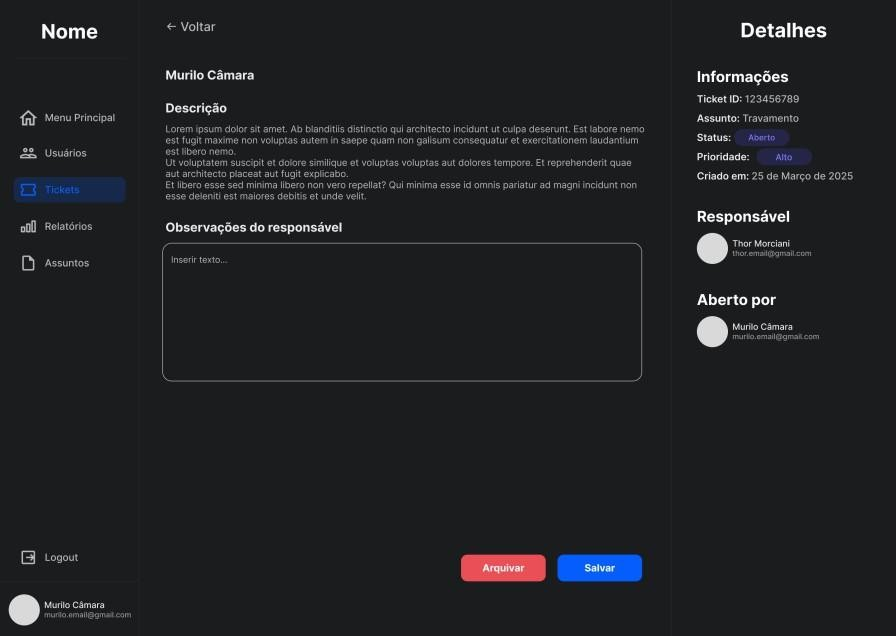 Nome
Menu Principal
Usuários
Tickets
Relatórios
Assuntos
Logout
Murilo Câmara
murilo.email@gmail.com
← Voltar
Murilo Câmara
Descrição
Lorem ipsum dolor sit amet. Ab blanditiis distinctio qui architecto incidunt ut culpa deserunt. Est labore nemo
est fugit maxime non voluptas autem in saepe quam non galisum consequatur et exercitationem laudantium
est libero nemo.
Ut voluptatem suscipit et dolore similique et voluptas voluptas aut dolores tempore. Et reprehenderit quae
aut architecto placeat aut fugit explicabo.
Et libero esse sed minima libero non vero repellat? Qui minima esse id omnis pariatur ad magni incidunt non
esse deleniti est maiores debitis et unde velit.
Observações do responsável
Inserir texto...
Arquivar
Salvar
Detalhes
Informações
Ticket ID: 123456789
Assunto: Travamento
Status: Aberto
Prioridade: Alto
Criado em: 25 de Março de 2025
Responsável
Thor Morciani
thor.email@gmail.com
Aberto por
Murilo Câmara
murilo.email@gmail.com